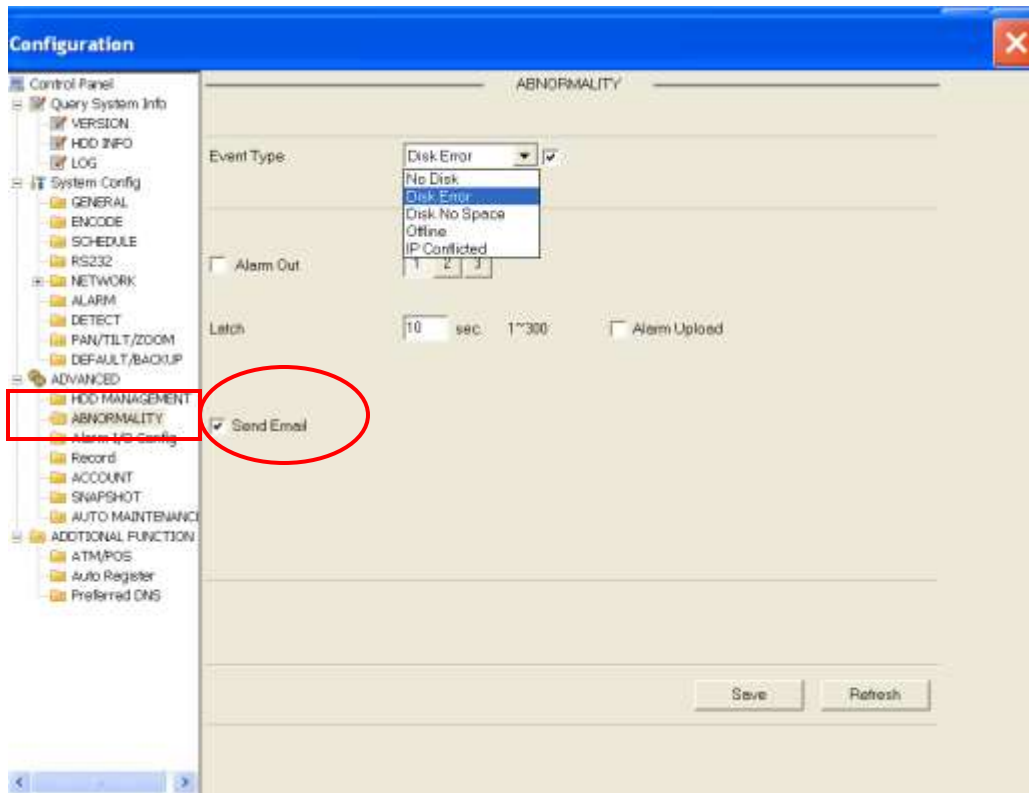 Configuration
Control Panel
Query System Info
VERSION
HDD INFO
LOG
System Config
GENERAL
ENCODE
SCHEDULE
RS232
NETWORK
ALARM
DETECT
PAN/TILT/ZOOM
DEFAULT/BACKUP
ADVANCED
HDD MANAGEMENT
ABNORMALITY
Alarm I/O Config
Record
ACCOUNT
SNAPSHOT
AUTO MAINTENANCE
ADDTIONAL FUNCTION
ATM/POS
Auto Register
Preferred DNS
ABNORMALITY
Event Type Disk Error
No Disk
Disk Error
Disk No Space
Offline
IP Conflicted
Alarm Out 1 2 3
Latch 10 sec. 1~300 Alarm Upload
Send Email
Save Refresh